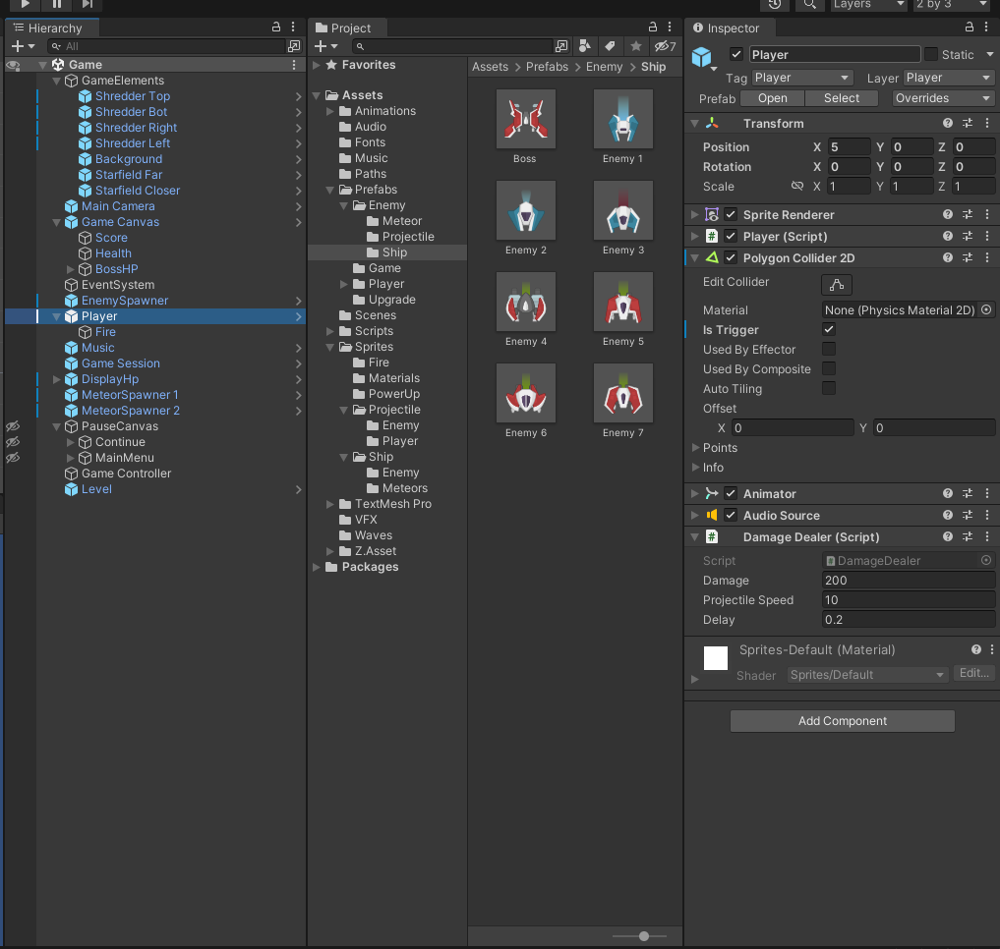 Layers
2 by 3
Hierarchy
All
Game
GameElements
Shredder Top
Shredder Bot
Shredder Right
Shredder Left
Background
Starfield Far
Starfield Closer
Main Camera
Game Canvas
Score
Health
BossHP
EventSystem
EnemySpawner
Player
Fire
Music
Game Session
DisplayHp
MeteorSpawner 1
MeteorSpawner 2
PauseCanvas
Continue
MainMenu
Game Controller
Level
Project
7
Favorites
Assets
Animations
Audio
Fonts
Music
Paths
Prefabs
Enemy
Meteor
Projectile
Ship
Game
Player
Upgrade
Scenes
Scripts
Sprites
Fire
Materials
PowerUp
Projectile
Enemy
Player
Ship
Enemy
Meteors
TextMesh Pro
VFX
Waves
Z.Asset
Packages
Assets > Prefabs > Enemy > Ship
Boss
Enemy 1
Enemy 2
Enemy 3
Enemy 4
Enemy 5
Enemy 6
Enemy 7
Inspector
Player
Static
Tag Player Layer Player
Prefab Open Select Overrides
Transform
Position X 5 Y 0 Z 0
Rotation X 0 Y 0 Z 0
Scale X 1 Y 1 Z 1
Sprite Renderer
# Player (Script)
Polygon Collider 2D
Edit Collider
Material None (Physics Material 2D)
Is Trigger
Used By Effector
Used By Composite
Auto Tiling
Offset
X 0 Y 0
Points
Info
Animator
Audio Source
# Damage Dealer (Script)
Script # DamageDealer
Damage 200
Projectile Speed 10
Delay 0.2
Sprites-Default (Material)
Shader Sprites/Default Edit...
Add Component